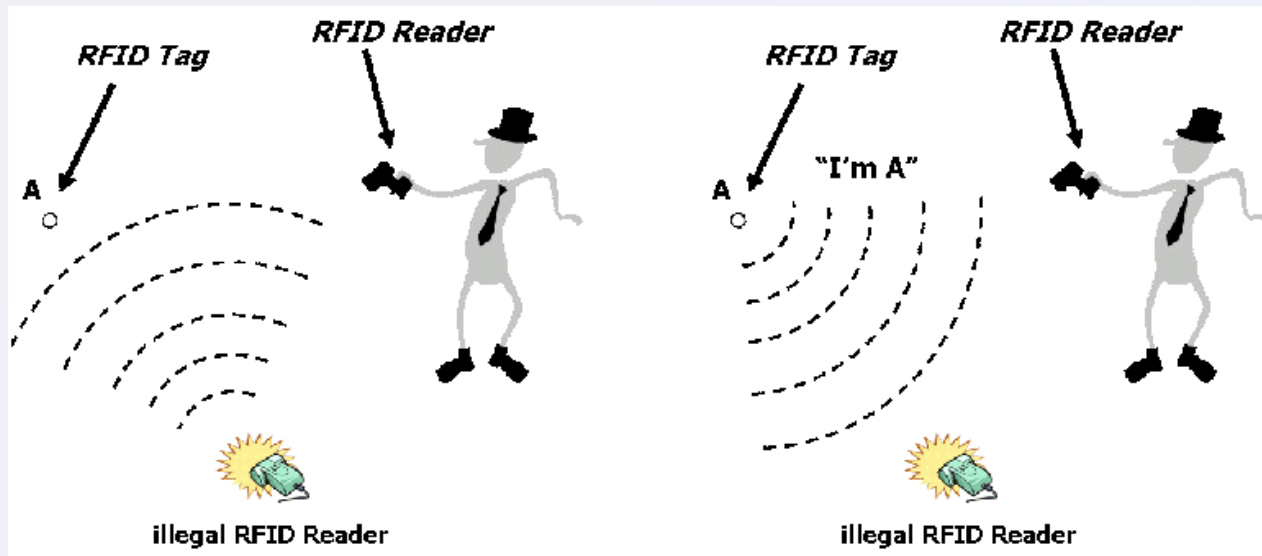 RFID Tag
RFID Reader
A
illegal RFID Reader
RFID Tag
RFID Reader
"I'm A"
A
illegal RFID Reader